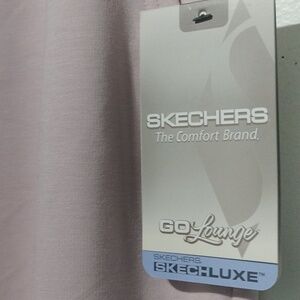 SKECHERS
The Comfort Brand.
GO Lounge
SKECHERS
SKECHLUXE™